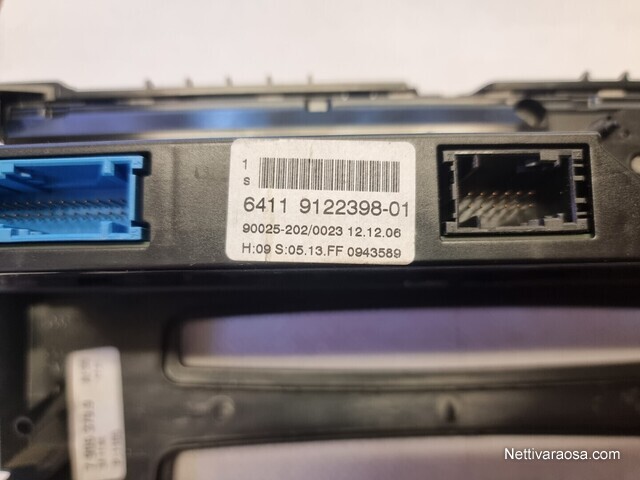 1
S
6411 9122398-01
90025-202/0023 12.12.06
H:09 S:05.13.FF 0943589
Nettivaraosa.com